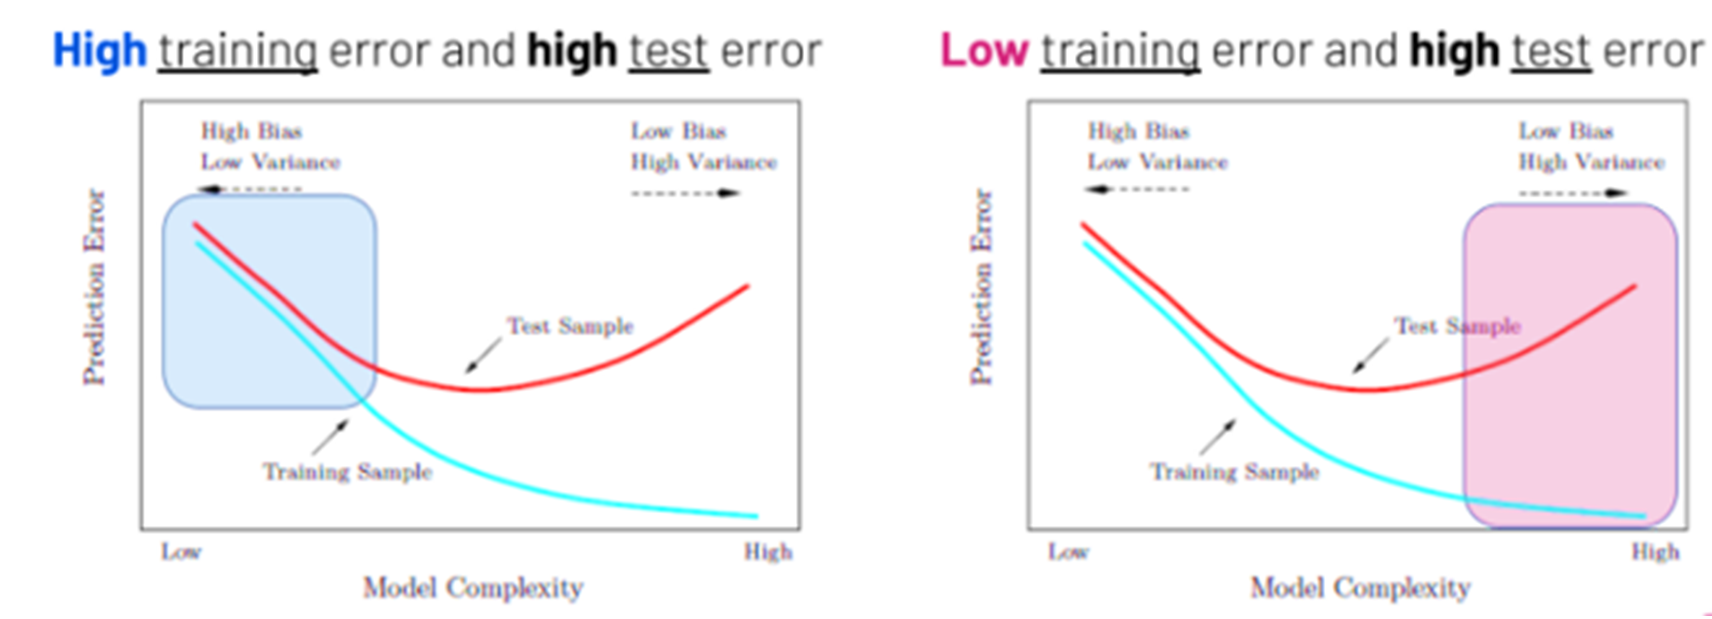 High training error and high test error
High Bias
Low Variance
Low Bias
High Variance
Prediction Error
Test Sample
Training Sample
Low
High
Model Complexity
Low training error and high test error
High Bias
Low Variance
Low Bias
High Variance
Prediction Error
Test Sample
Training Sample
Low
High
Model Complexity